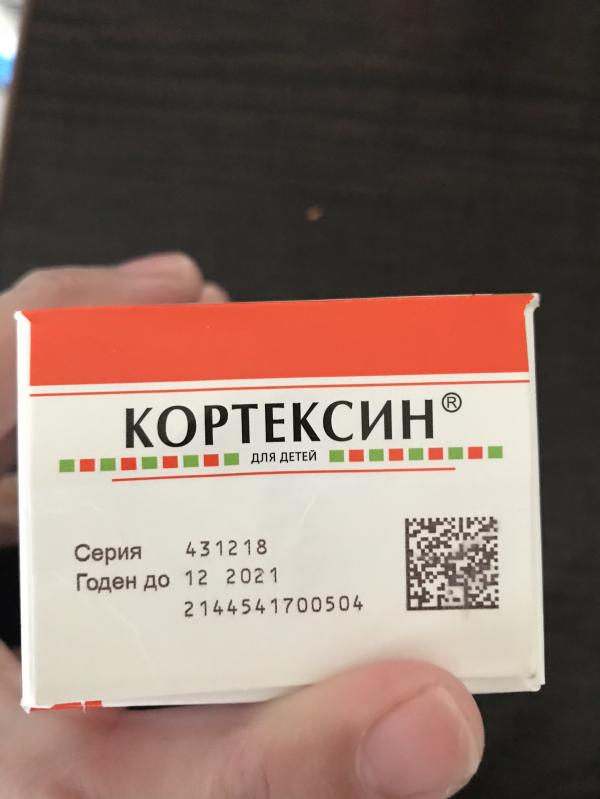 КОРТЕКСИН®
ДЛЯ ДЕТЕЙ
Серия 431218
Годен до 12 2021
2144541700504